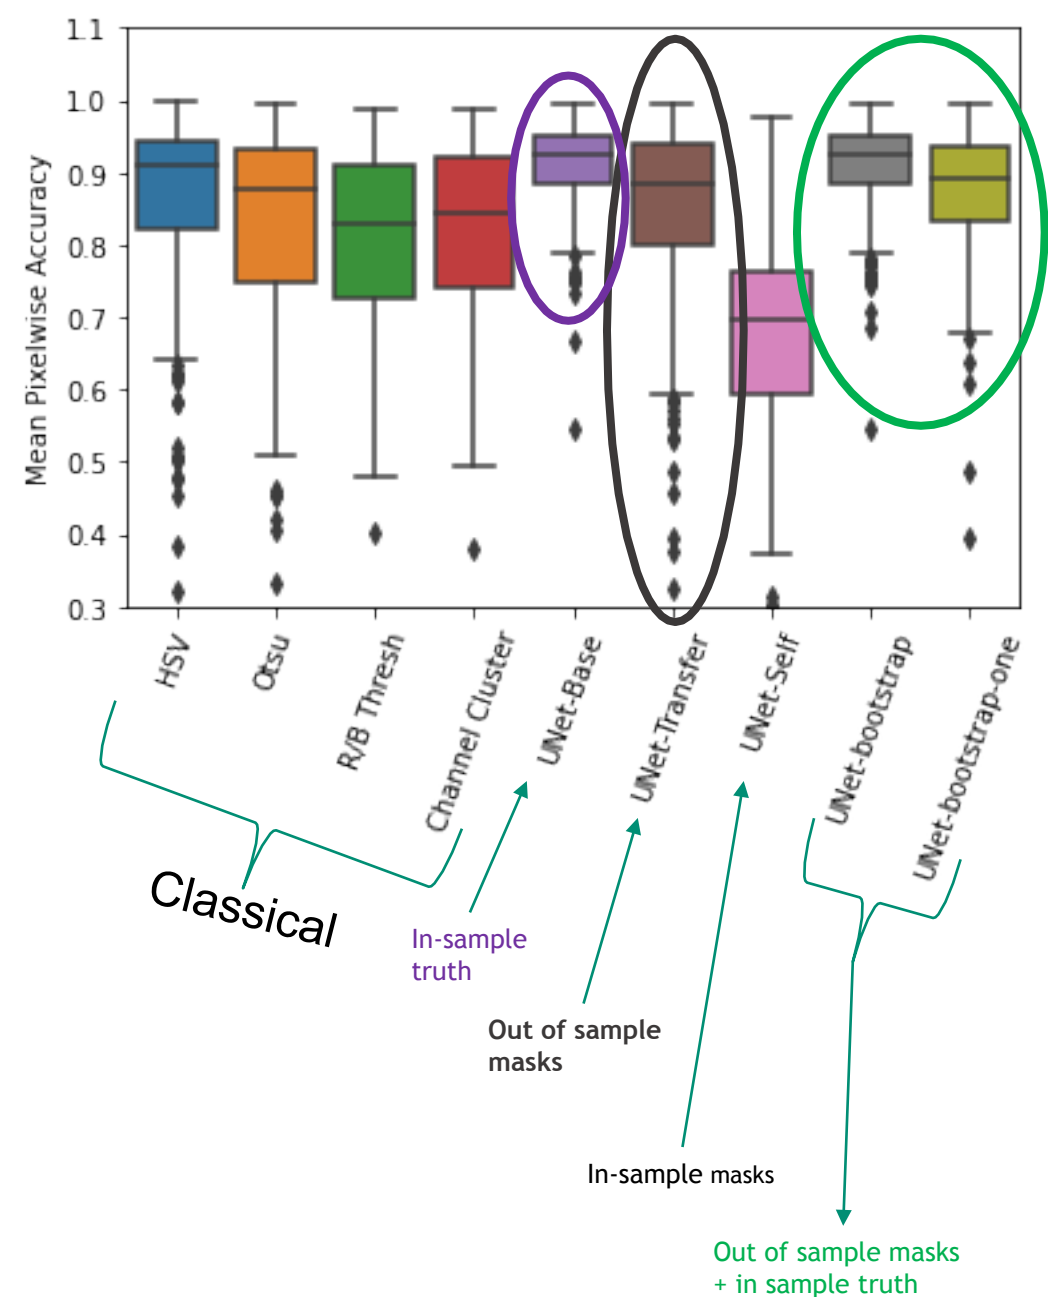 1.1
1.0
0.9
0.8
0.7
0.6
0.5
0.4
0.3
Mean Pixelwise Accuracy
HSV
Otsu
R/B Thresh
Channel Cluster
UNet-Base
UNet-Transfer
UNet-Self
UNet-bootstrap
UNet-bootstrap-one
Classical
In-sample
truth
Out of sample
masks
In-sample masks
Out of sample masks
+ in sample truth